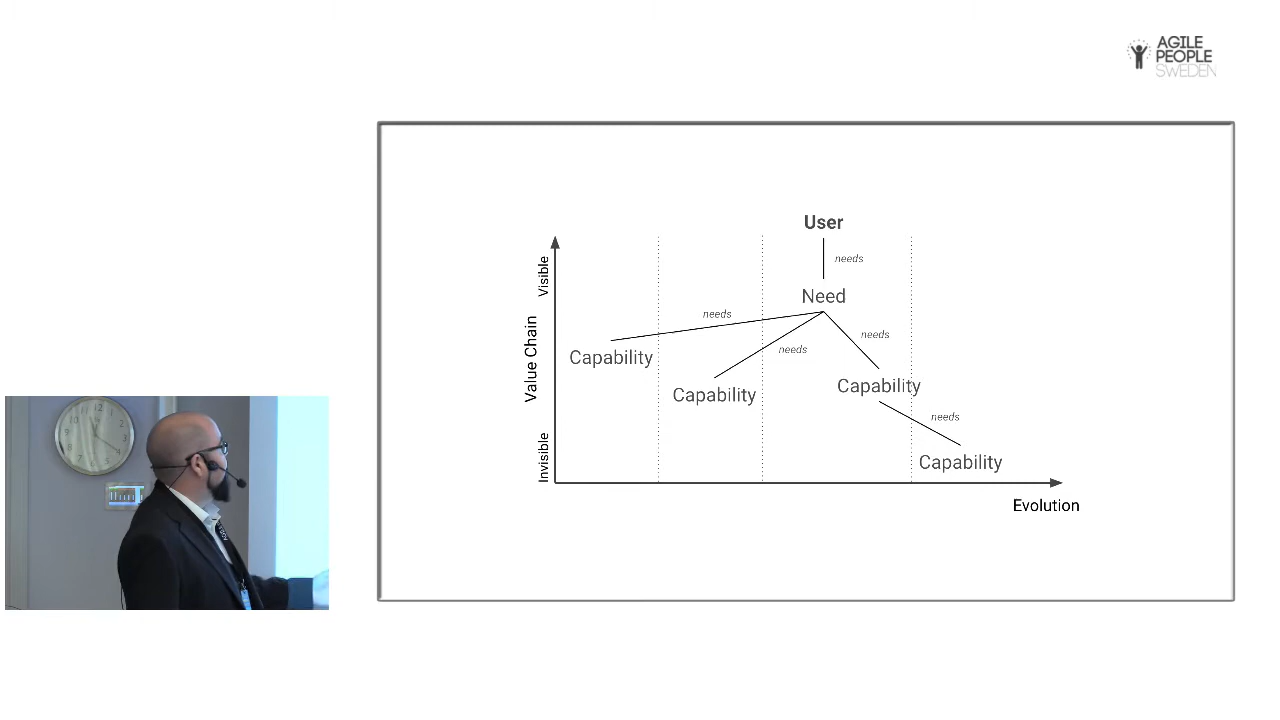 AGILE
PEOPLE
SWEDEN
User
needs
Need
needs
needs
needs
Capability
Capability
Capability
needs
Capability
Visible
Value Chain
Invisible
Evolution